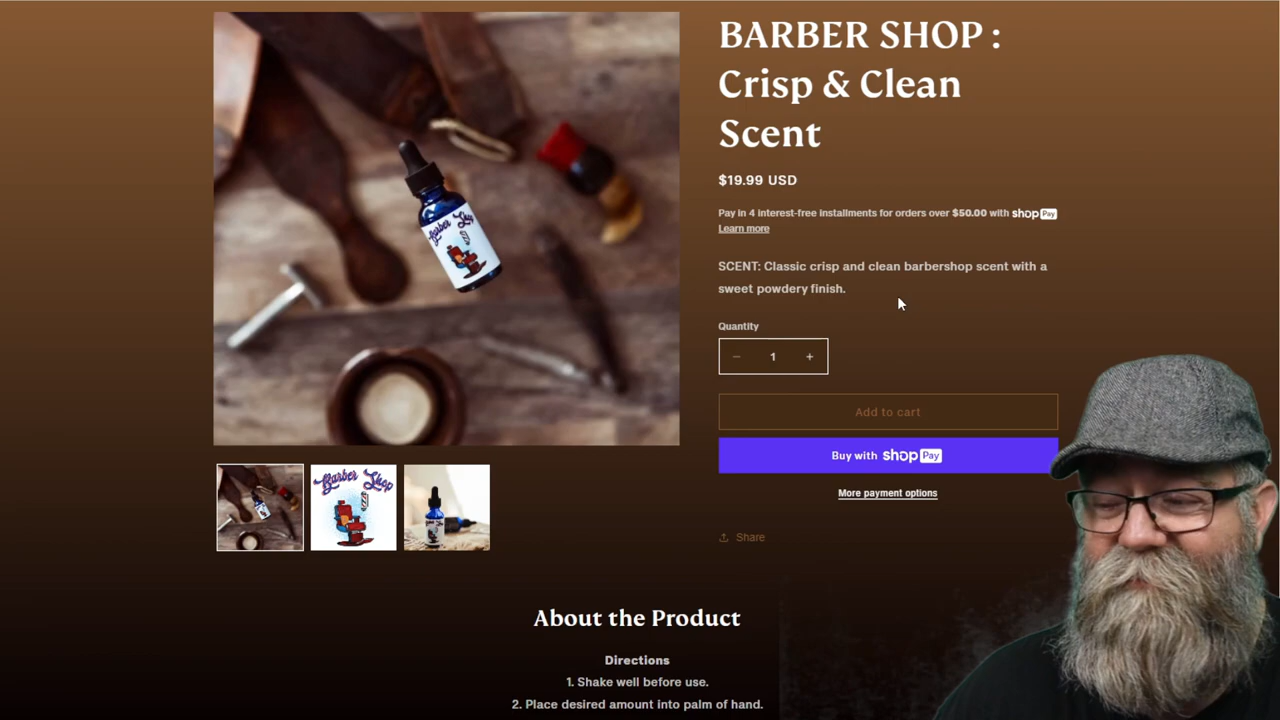 BARBER SHOP :
Crisp & Clean
Scent
$19.99 USD
Pay in 4 interest-free installments for orders over $50.00 with shop Pay
Learn more
SCENT: Classic crisp and clean barbershop scent with a
sweet powdery finish.
Quantity
− 1 +
Add to cart
Buy with shop Pay
More payment options
Share
Barber Shop
Barber Shop
About the Product
Directions
1. Shake well before use.
2. Place desired amount into palm of hand.